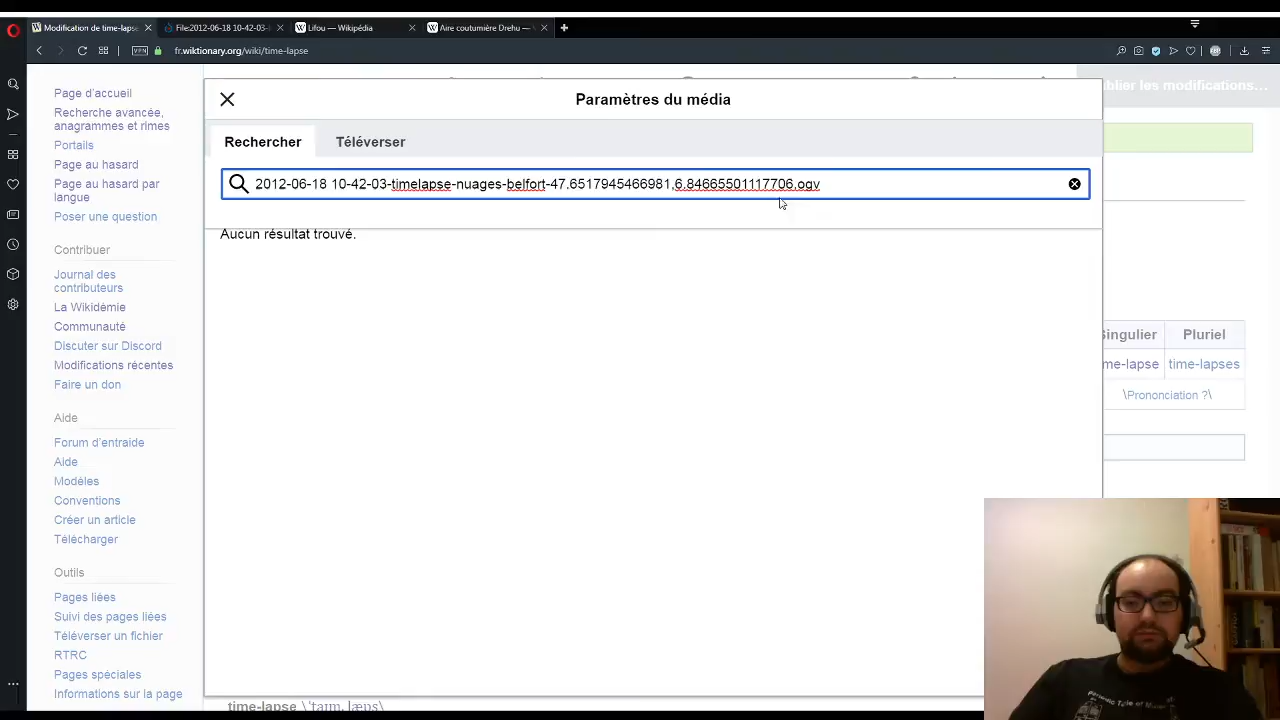 Modification de time-lapse
File:2012-06-18 10-42-03-
Lifou — Wikipédia
Aire coutumière Drehu —
VPN
fr.wiktionary.org/wiki/time-lapse
Page d'accueil
Recherche avancée,
anagrammes et rimes
Portails
Page au hasard
Page au hasard par
langue
Poser une question
Contribuer
Journal des
contributeurs
La Wikidémie
Communauté
Discuter sur Discord
Modifications récentes
Faire un don
Aide
Forum d'entraide
Aide
Modèles
Conventions
Créer un article
Télécharger
Outils
Pages liées
Suivi des pages liées
Téléverser un fichier
RTRC
Pages spéciales
Informations sur la page
Paramètres du média
Rechercher
Téléverser
2012-06-18 10-42-03-timelapse-nuages-belfort-47.6517945466981,6.84665501117706.ogv
Aucun résultat trouvé.
blier les modifications...
Singulier Pluriel
me-lapse time-lapses
\Prononciation ?\
time-lapse \ˈtaɪm.ˌlæps\